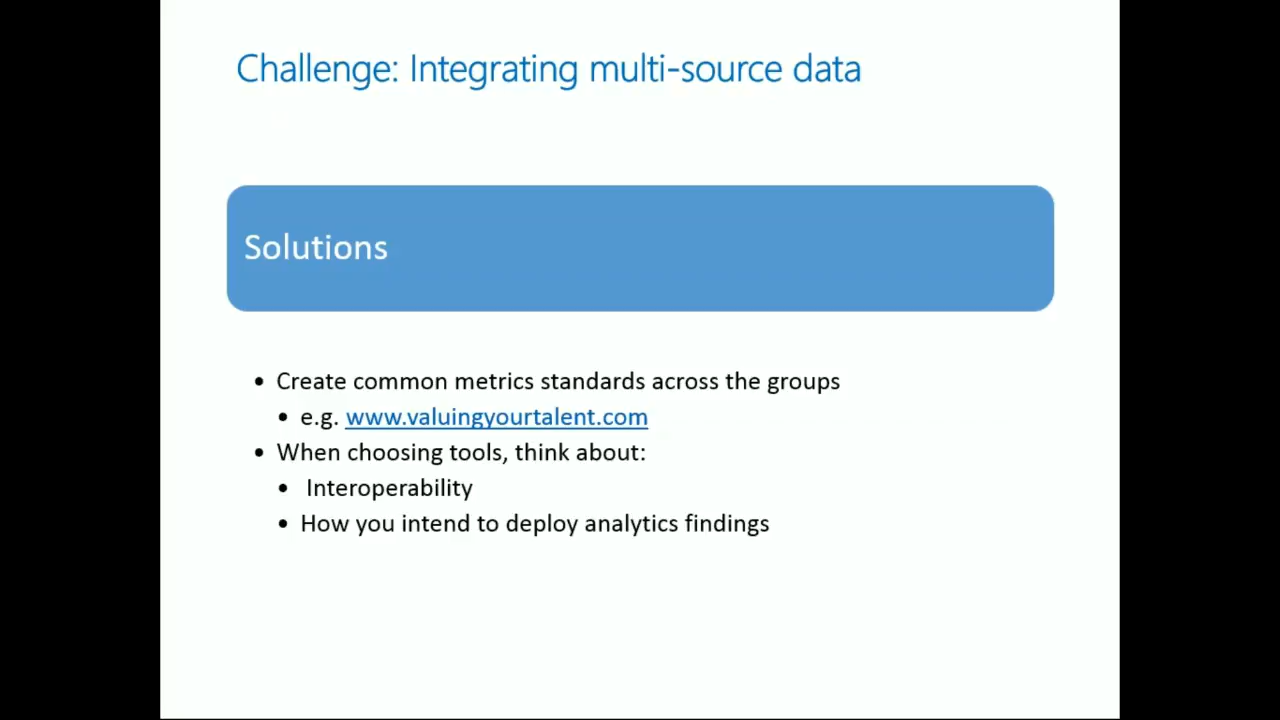 Challenge: Integrating multi-source data
Solutions
• Create common metrics standards across the groups
• e.g. www.valuingyourtalent.com
• When choosing tools, think about:
• Interoperability
• How you intend to deploy analytics findings